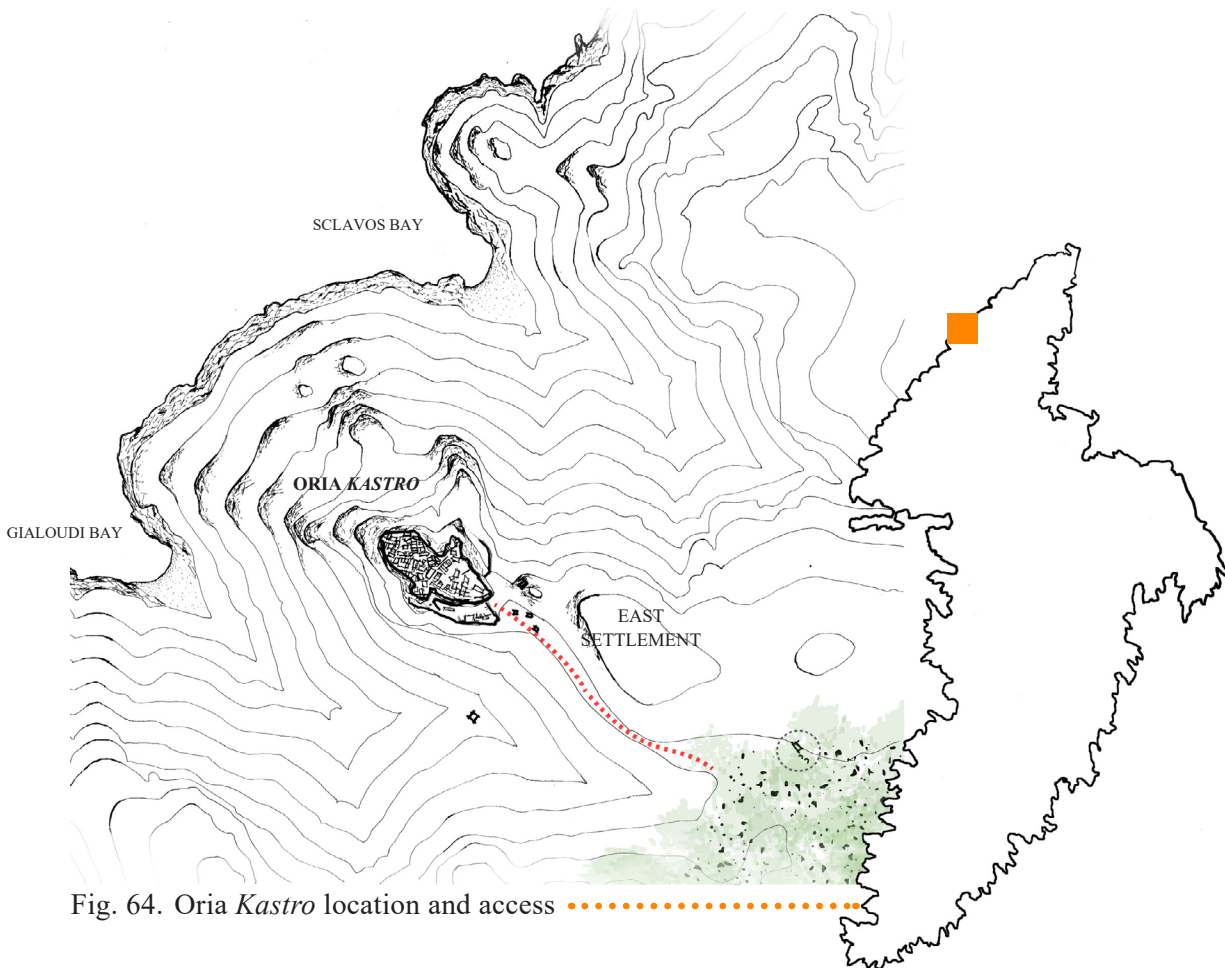 SCLAVOS BAY
ORIA KASTRO
GIALOUDI BAY
EAST
SETTLEMENT
Fig. 64. Oria Kastro location and access